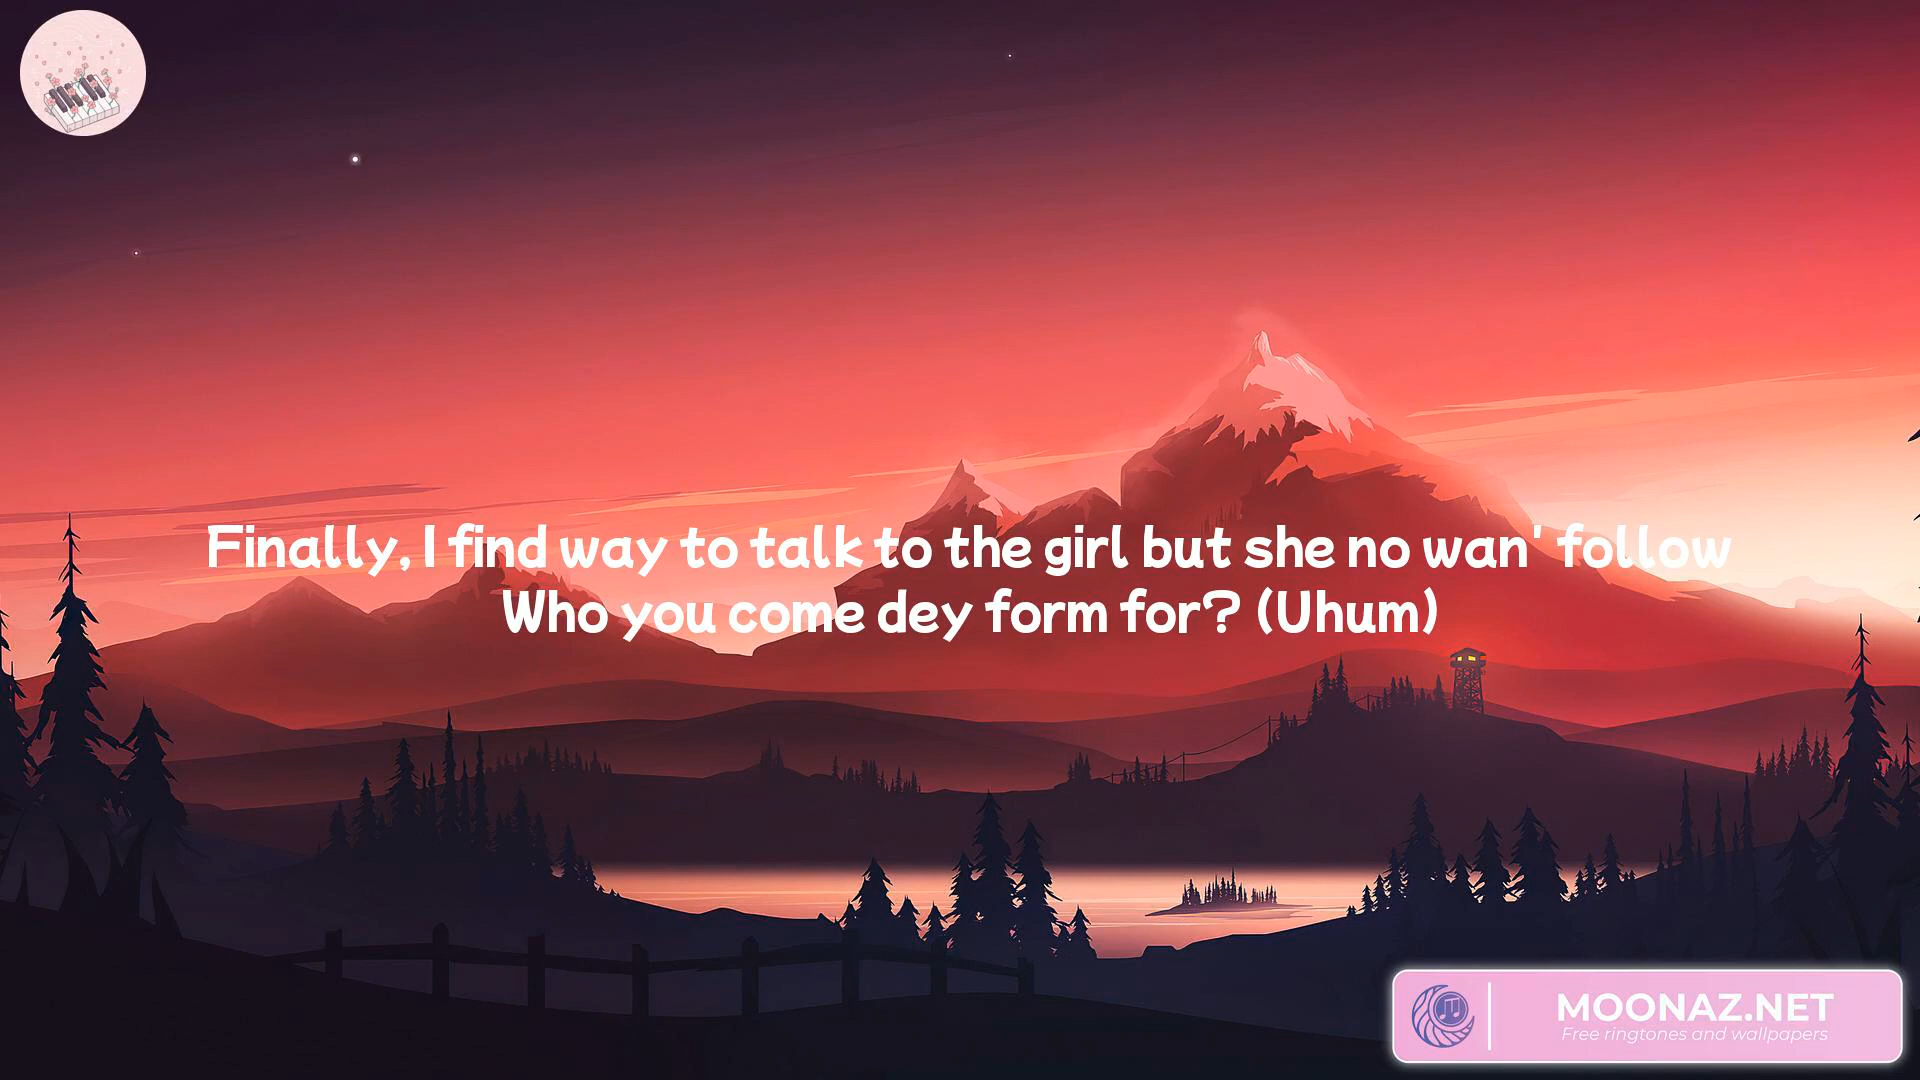 Finally, I find way to talk to the girl but she no wan' follow
Who you come dey form for? (Uhum)
MOONAZ.NET
Free ringtones and wallpapers